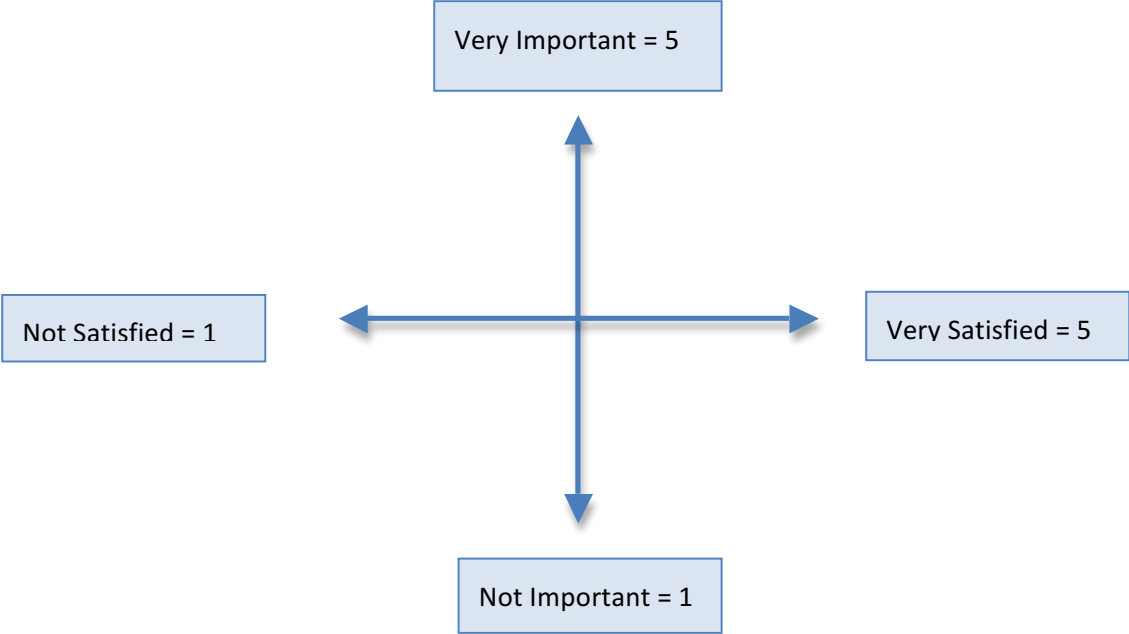 Very Important = 5
Not Satisfied = 1
Very Satisfied = 5
Not Important = 1